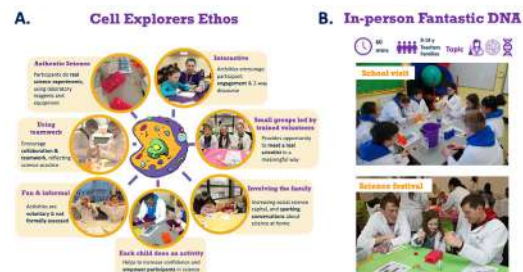 A.
Cell Explorers Ethos
Authentic Science
Participants do real
science experiments,
using laboratory
reagents and
equipment
Interactive
Activities encourage
participant
engagement & 2-way
discourse
Using
teamwork
Encourage
collaboration &
teamwork, reflecting
science practice
Small groups led by
trained volunteers
Provides opportunity
to meet a real
scientist in a
meaningful way
Fun & informal
Activities are
voluntary & not
formally assessed
Involving the family
Increasing social science
capital, and sparking
conversations about
science at home
Each child does an activity
Helps to increase confidence and
empower participants in science
B.
In-person Fantastic DNA
60
mins
Teachers
Families
Topic
School visit
Science festival